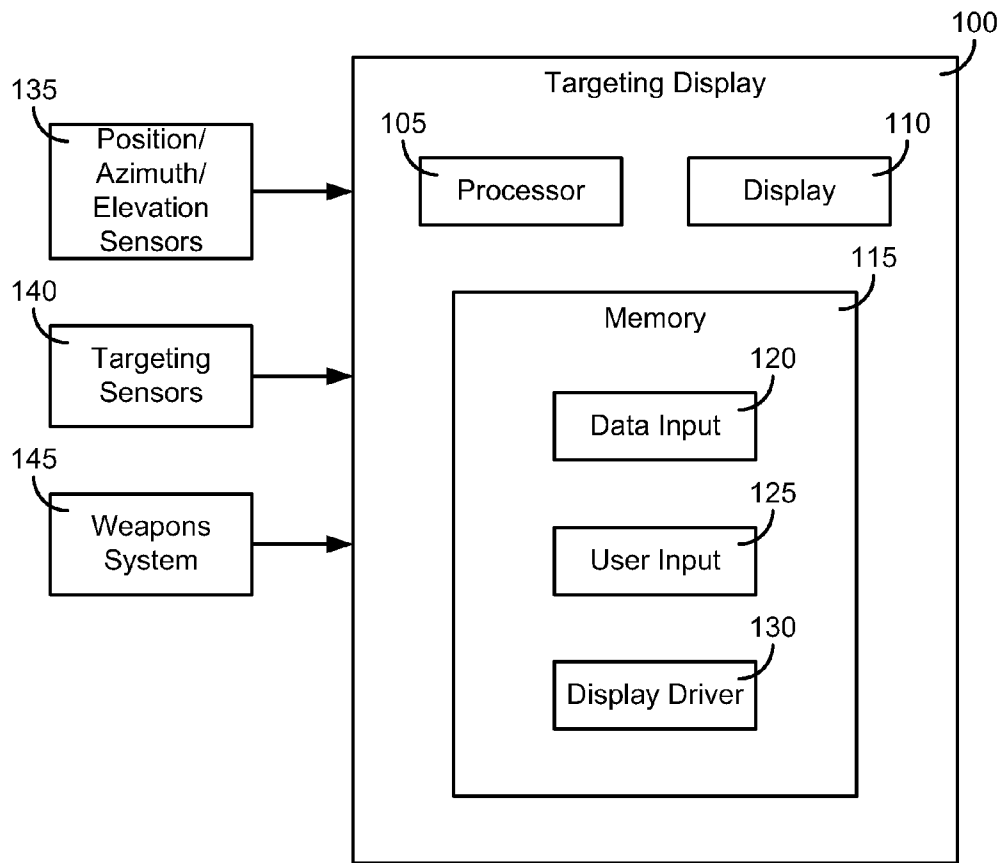 100
Targeting Display
135
Position/
Azimuth/
Elevation
Sensors
105
Processor
110
Display
140
Targeting
Sensors
115
Memory
120
Data Input
145
Weapons
System
125
User Input
130
Display Driver